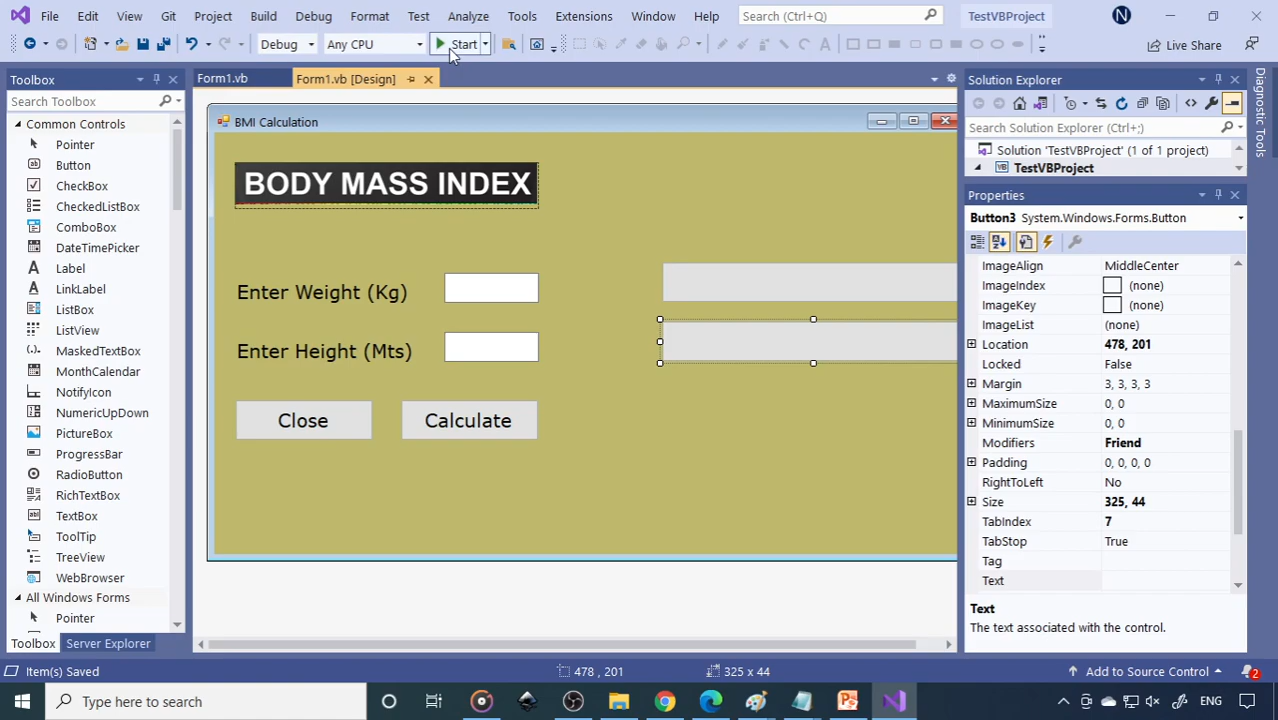 File Edit View Git Project Build Debug Format Test Analyze Tools Extensions Window Help Search (Ctrl+Q) TestVBProject N
Debug Any CPU Start Live Share
Toolbox
Form1.vb
Form1.vb [Design]
Solution Explorer
Search Toolbox
Search Solution Explorer (Ctrl+;)
Solution 'TestVBProject' (1 of 1 project)
TestVBProject
Diagnostic Tools
Common Controls
Pointer
Button
CheckBox
CheckedListBox
ComboBox
DateTimePicker
Label
LinkLabel
ListBox
ListView
MaskedTextBox
MonthCalendar
NotifyIcon
NumericUpDown
PictureBox
ProgressBar
RadioButton
RichTextBox
TextBox
ToolTip
TreeView
WebBrowser
All Windows Forms
Pointer
Toolbox Server Explorer
BMI Calculation
BODY MASS INDEX
Enter Weight (Kg)
Enter Height (Mts)
Close Calculate
Properties
Button3 System.Windows.Forms.Button
ImageAlign MiddleCenter
ImageIndex (none)
ImageKey (none)
ImageList (none)
Location 478, 201
Locked False
Margin 3, 3, 3, 3
MaximumSize 0, 0
MinimumSize 0, 0
Modifiers Friend
Padding 0, 0, 0, 0
RightToLeft No
Size 325, 44
TabIndex 7
TabStop True
Tag
Text
Text
The text associated with the control.
Item(s) Saved 478 , 201 325 x 44 Add to Source Control 2
Type here to search ENG